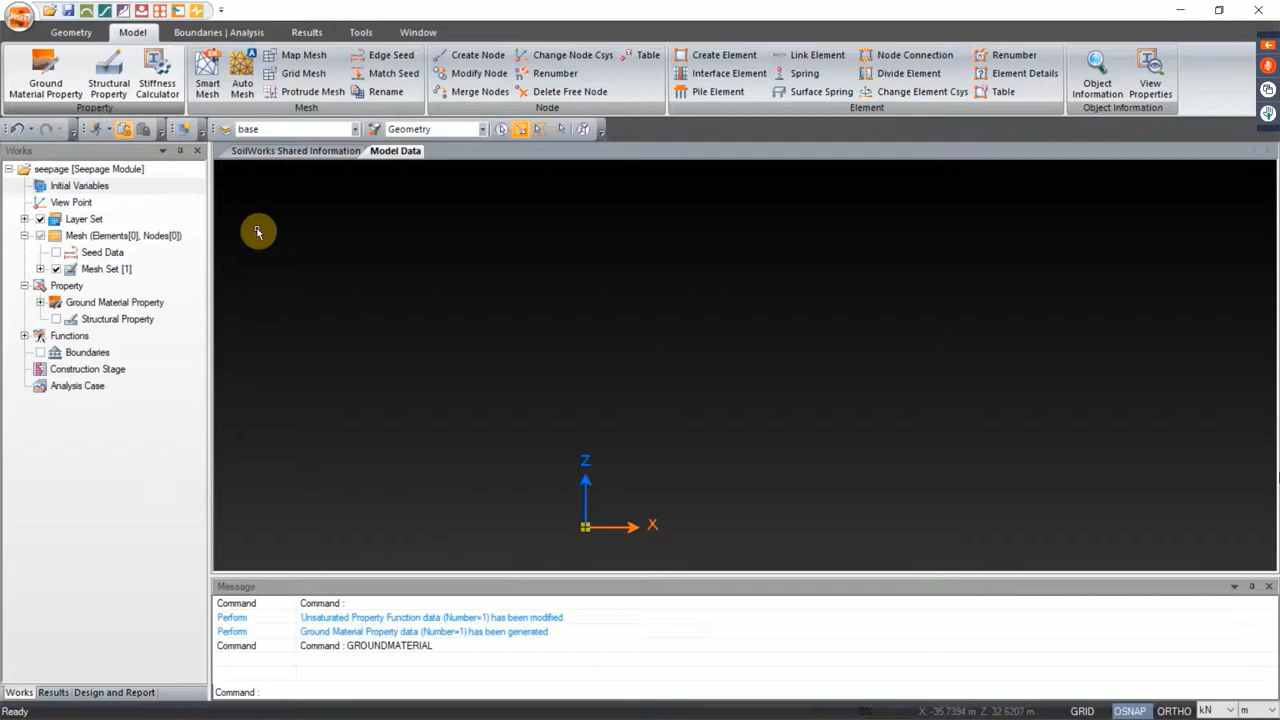 Geometry Model Boundaries | Analysis Results Tools Window
Ground Material Property
Structural Property
Stiffness Calculator
Property
Smart Mesh
Auto Mesh
Map Mesh
Grid Mesh
Protrude Mesh
Edge Seed
Match Seed
Rename
Mesh
Create Node
Modify Node
Merge Nodes
Change Node Csys
Renumber
Delete Free Node
Table
Node
Create Element
Interface Element
Pile Element
Link Element
Spring
Surface Spring
Node Connection
Divide Element
Change Element Csys
Renumber
Element Details
Table
Element
Object Information
View Properties
Object Information
base
Geometry
Works
SoilWorks Shared Information Model Data
seepage [Seepage Module]
Initial Variables
View Point
Layer Set
Mesh (Elements[0], Nodes[0])
Seed Data
Mesh Set [1]
Property
Ground Material Property
Structural Property
Functions
Boundaries
Construction Stage
Analysis Case
Z
X
Message
Command Command :
Perform Unsaturated Property Function data (Number=1) has been modified.
Perform Ground Material Property data (Number=1) has been generated.
Command Command : GROUNDMATERIAL
Works Results Design and Report
Command :
Ready
0%
X: -35.7394 m Z: 32.6207 m
GRID OSNAP ORTHO kN m